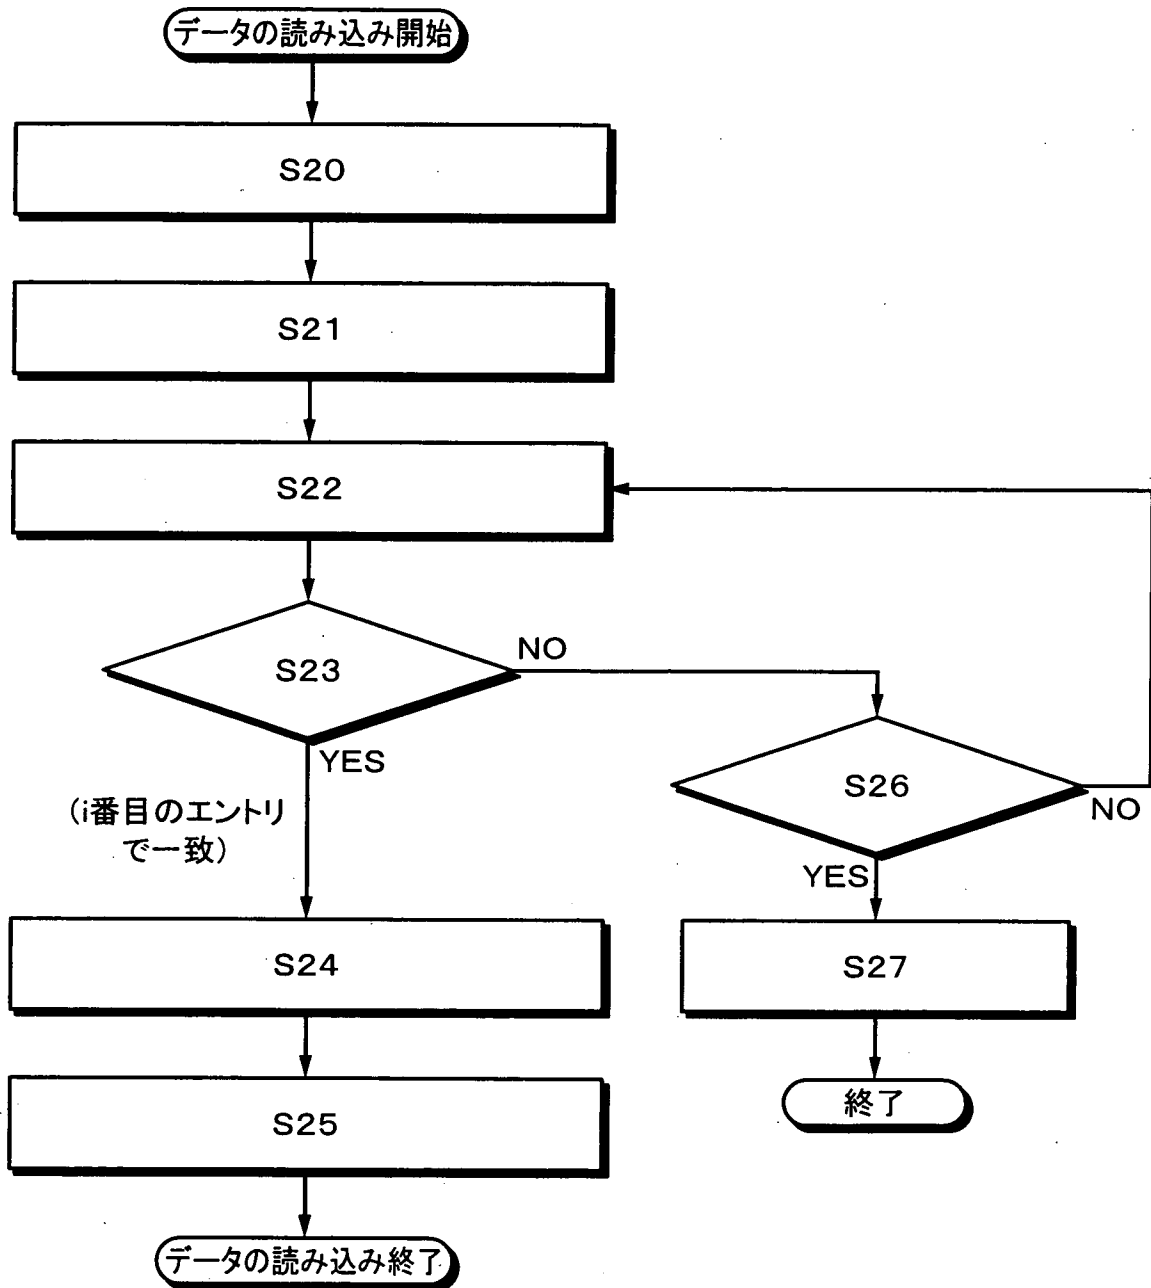 データの読み込み開始
S20
S21
S22
S23
NO
YES
(i番目のエントリ
で一致)
S26
NO
YES
S24
S27
S25
終了
データの読み込み終了